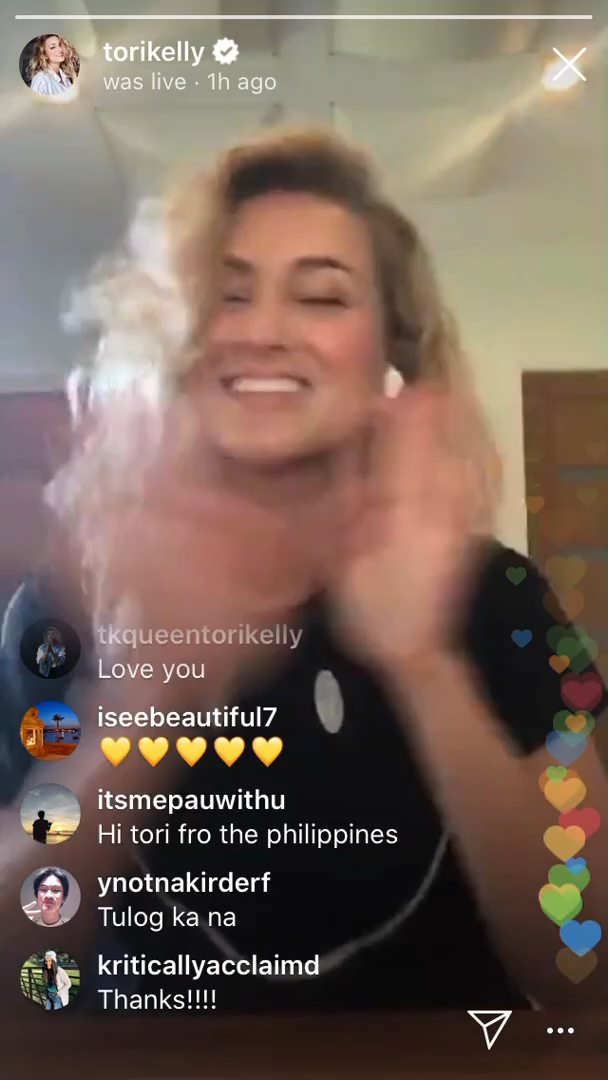 torikelly
was live · 1h ago
tkqueentorikelly
Love you
iseebeautiful7
💛💛💛💛💛
itsmepauwithu
Hi tori fro the philippines
ynotnakirderf
Tulog ka na
kriticallyacclaimd
Thanks!!!!